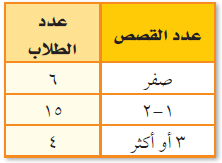 عدد القصص	عدد الطلاب
صفر	٦
١-٢	١٥
٣ أو أكثر	٤